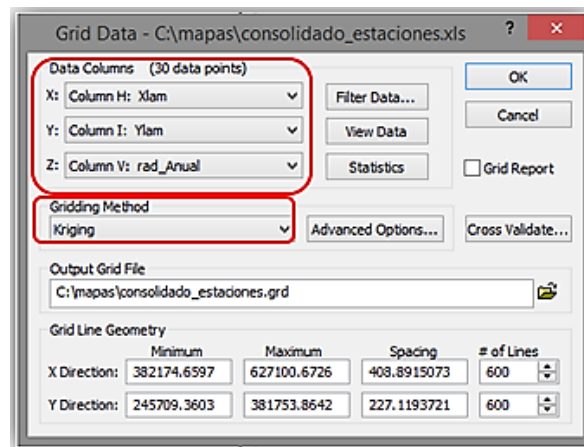 Grid Data - C:\mapas\consolidado_estaciones.xls ?
Data Columns (30 data points)
X: Column H: Xlam
Y: Column I: Ylam
Z: Column V: rad_Anual
Filter Data...
View Data
Statistics
OK
Cancel
Grid Report
Gridding Method
Kriging
Advanced Options...
Cross Validate...
Output Grid File
C:\mapas\consolidado_estaciones.grd
Grid Line Geometry
Minimum Maximum Spacing # of Lines
X Direction: 382174.6597 627100.6726 408.8915073 600
Y Direction: 245709.3603 381753.8642 227.1193721 600